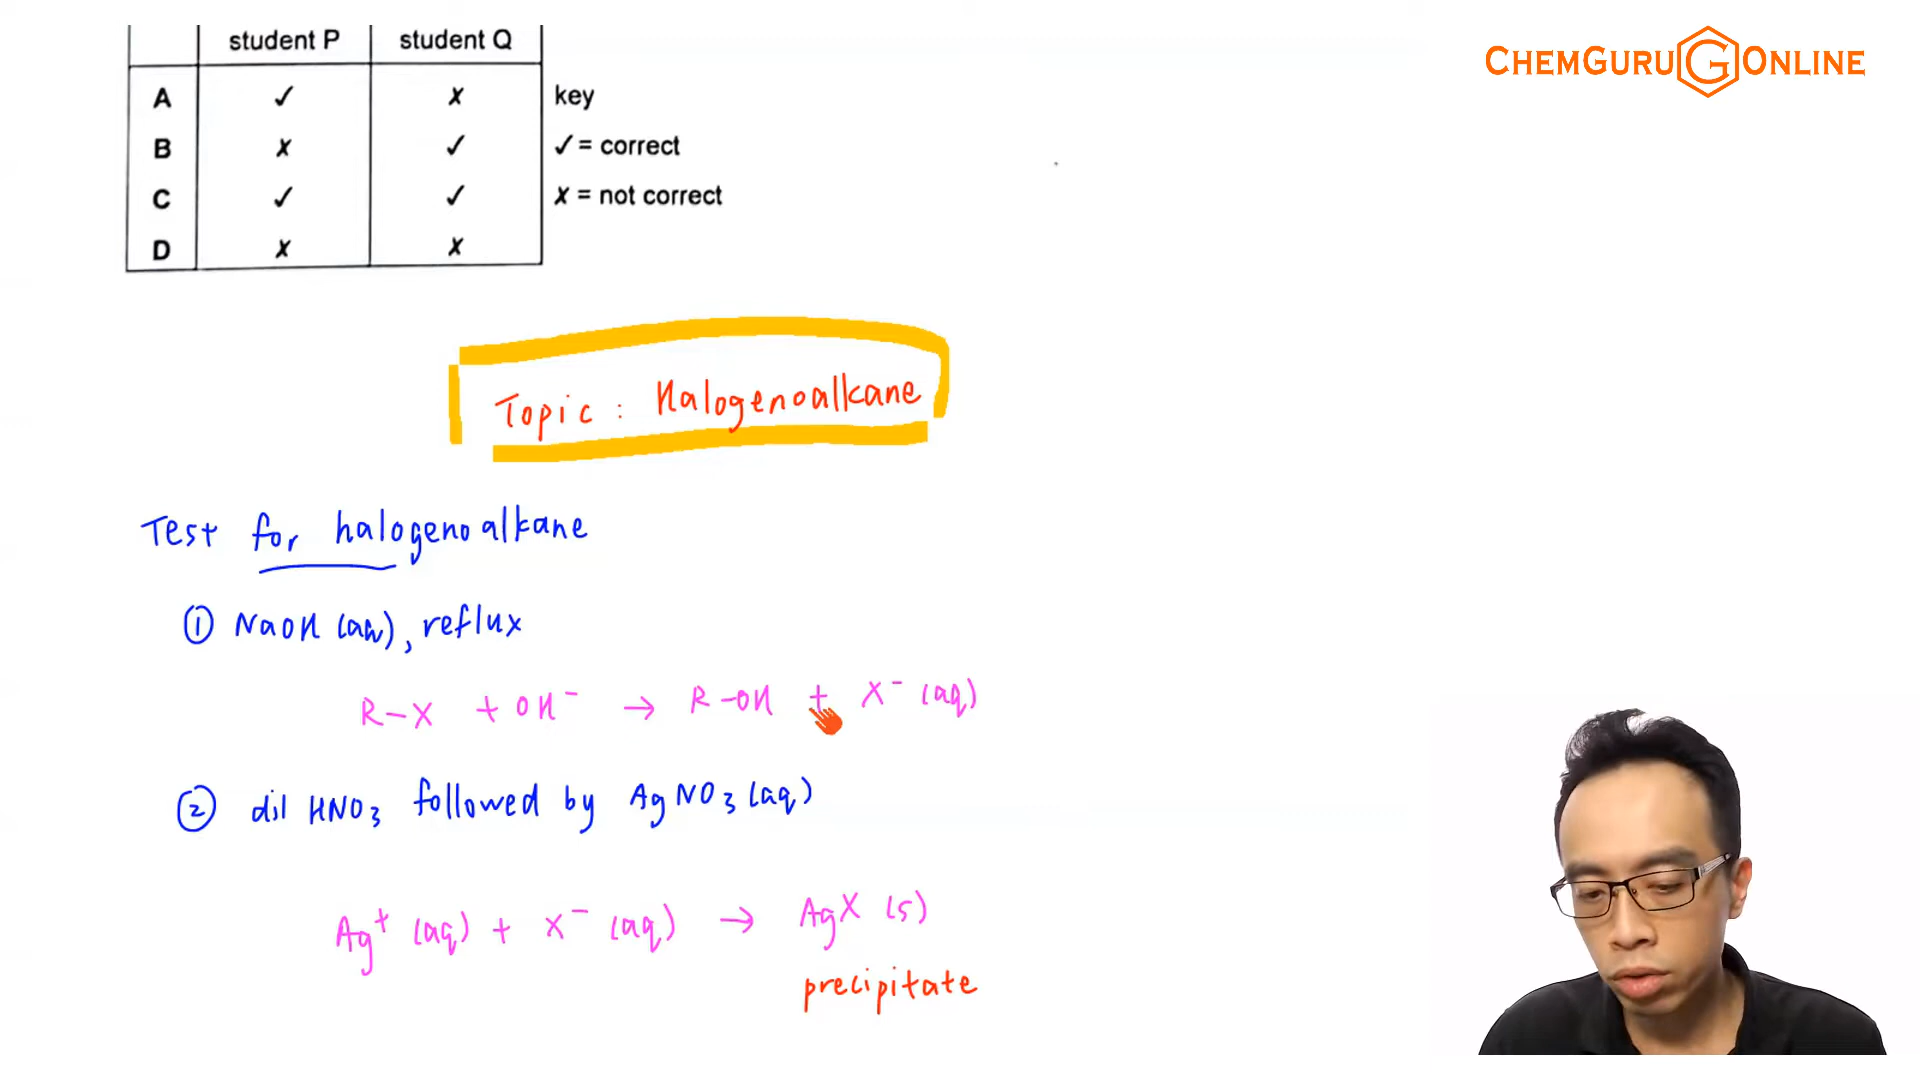 CHEMGURU G ONLINE
student P student Q
A ✓ ✗ key
B ✗ ✓ ✓ = correct
C ✓ ✓ ✗ = not correct
D ✗ ✗
Topic : Halogenoalkane
Test for halogenoalkane
① NaOH (aq), reflux
R-X + OH⁻ → R-OH + X⁻ (aq)
② dil HNO₃ followed by AgNO₃ (aq)
Ag⁺ (aq) + X⁻ (aq) → AgX (s)
precipitate